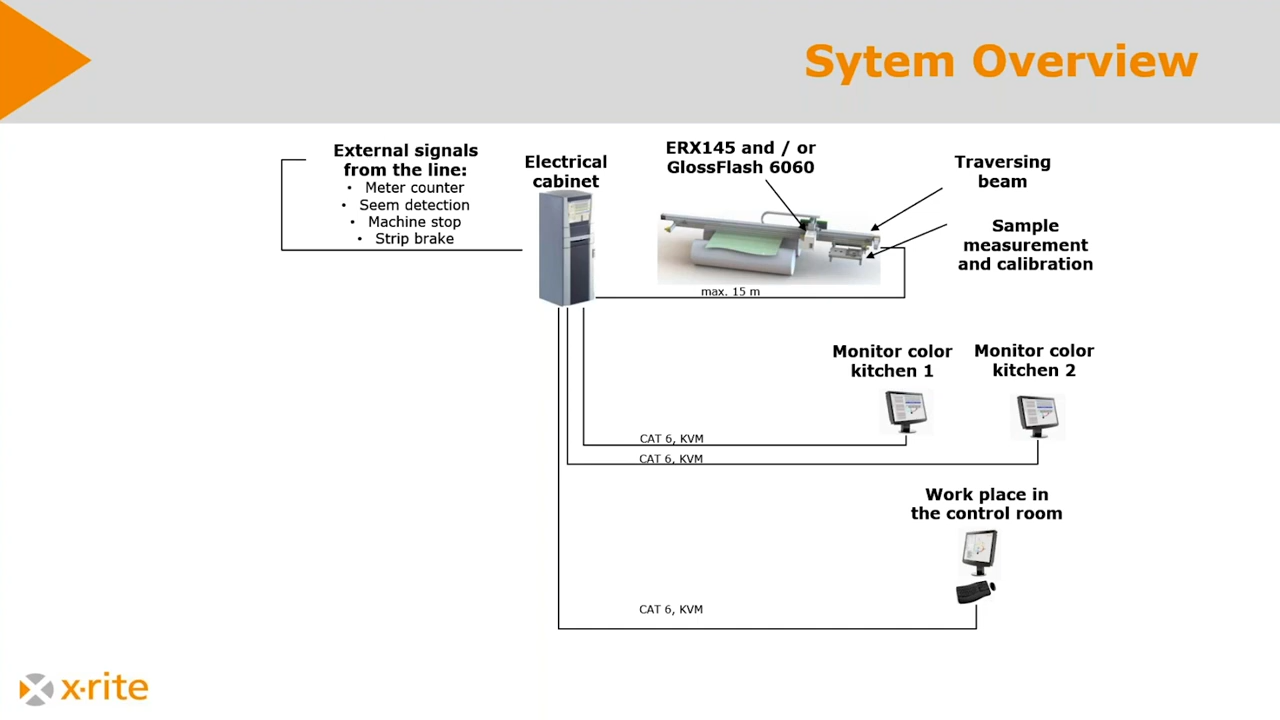 Sytem Overview
External signals
from the line:
• Meter counter
• Seem detection
• Machine stop
• Strip brake
Electrical
cabinet
ERX145 and / or
GlossFlash 6060
Traversing
beam
Sample
measurement
and calibration
max. 15 m
Monitor color
kitchen 1
Monitor color
kitchen 2
CAT 6, KVM
CAT 6, KVM
Work place in
the control room
CAT 6, KVM
x·rite